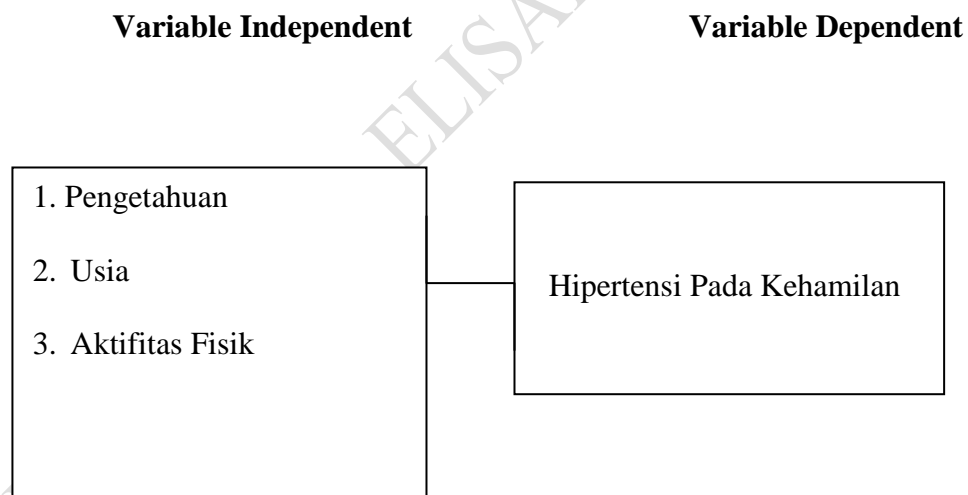 Variable Independent Variable Dependent
1. Pengetahuan
2. Usia
3. Aktifitas Fisik
Hipertensi Pada Kehamilan